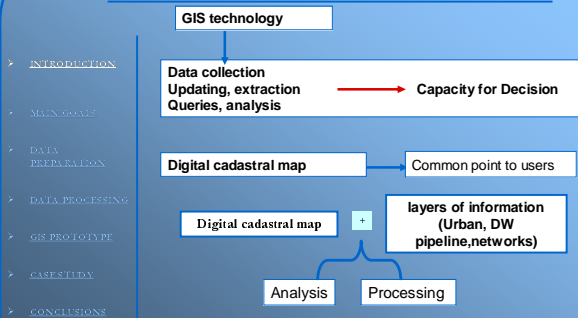 GIS technology
INTRODUCTION
MAIN GOALS
DATA
PREPARATION
DATA PROCESSING
GIS PROTOTYPE
CASE STUDY
CONCLUSIONS
Data collection
Updating, extraction
Queries, analysis
Capacity for Decision
Digital cadastral map
Common point to users
Digital cadastral map
+
layers of information
(Urban, DW
pipeline,networks)
Analysis
Processing